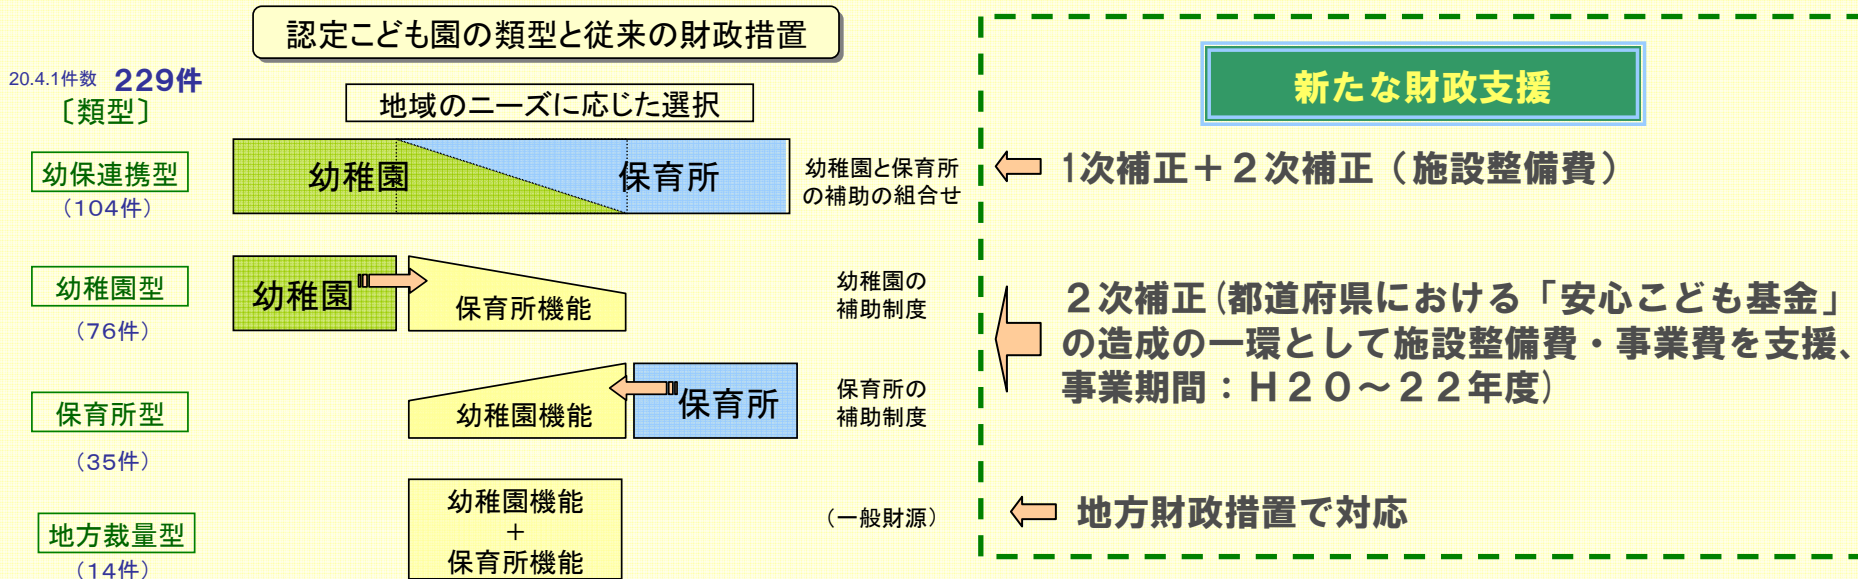 認定こども園の類型と従来の財政措置
20.4.1件数 229件
〔類型〕
地域のニーズに応じた選択
幼保連携型
（104件）
幼稚園
保育所
幼稚園と保育所
の補助の組合せ
幼稚園型
（76件）
幼稚園
保育所機能
幼稚園の
補助制度
保育所型
（35件）
幼稚園機能
保育所
保育所の
補助制度
地方裁量型
（14件）
幼稚園機能
＋
保育所機能
（一般財源）
新たな財政支援
1次補正＋２次補正（施設整備費）
２次補正(都道府県における「安心こども基金」
の造成の一環として施設整備費・事業費を支援、
事業期間：Ｈ２０～２２年度)
地方財政措置で対応